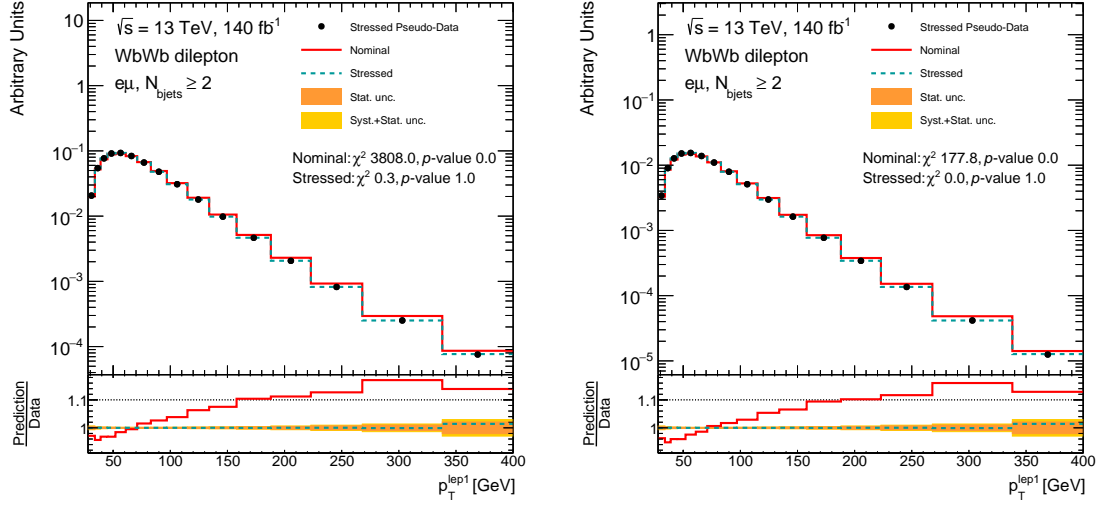 Arbitrary Units
10
1
10⁻¹
10⁻²
10⁻³
10⁻⁴
√s = 13 TeV, 140 fb⁻¹
WbWb dilepton
eμ, N_bjets ≥ 2
Stressed Pseudo-Data
Nominal
Stressed
Stat. unc.
Syst.+Stat. unc.
Nominal: χ² 3808.0, p-value 0.0
Stressed: χ² 0.3, p-value 1.0
Prediction
Data
1.1
1
50 100 150 200 250 300 350 400
p_T^lep1 [GeV]
Arbitrary Units
1
10⁻¹
10⁻²
10⁻³
10⁻⁴
10⁻⁵
√s = 13 TeV, 140 fb⁻¹
WbWb dilepton
eμ, N_bjets ≥ 2
Stressed Pseudo-Data
Nominal
Stressed
Stat. unc.
Syst.+Stat. unc.
Nominal: χ² 177.8, p-value 0.0
Stressed: χ² 0.0, p-value 1.0
Prediction
Data
1.1
1
50 100 150 200 250 300 350 400
p_T^lep1 [GeV]